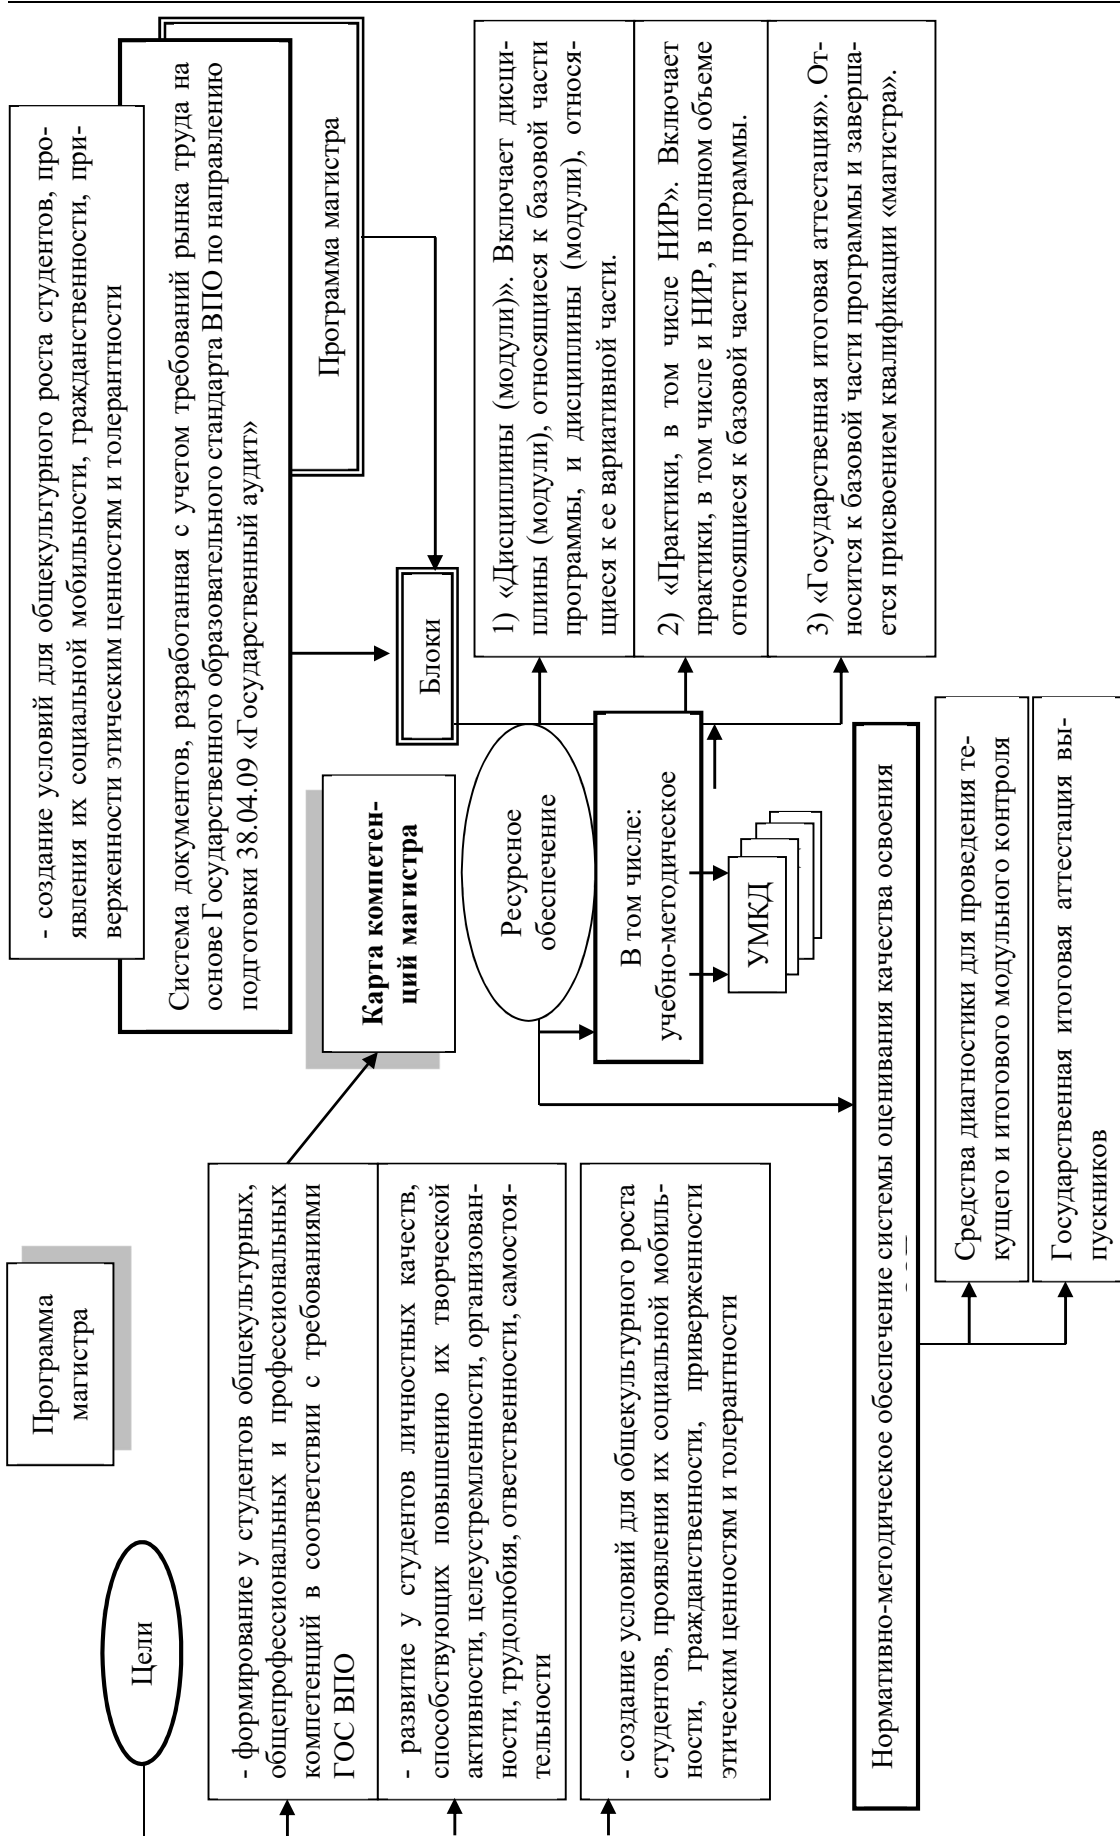 Цели
Программа
магистра
- создание условий для общекультурного роста студентов, про-
явления их социальной мобильности, гражданственности, при-
верженности этическим ценностям и толерантности
Система документов, разработанная с учетом требований рынка труда на
основе Государственного образовательного стандарта ВПО по направлению
подготовки 38.04.09 «Государственный аудит»
Программа магистра
- формирование у студентов общекультурных,
общепрофессиональных и профессиональных
компетенций в соответствии с требованиями
ГОС ВПО
- развитие у студентов личностных качеств,
способствующих повышению их творческой
активности, целеустремленности, организован-
ности, трудолюбия, ответственности, самостоя-
тельности
- создание условий для общекультурного роста
студентов, проявления их социальной мобиль-
ности, гражданственности, приверженности
этическим ценностям и толерантности
Карта компетен-
ций магистра
Блоки
Ресурсное
обеспечение
В том числе:
учебно-методическое
УМКД
1) «Дисциплины (модули)». Включает дисци-
плины (модули), относящиеся к базовой части
программы, и дисциплины (модули), относя-
щиеся к ее вариативной части.
2) «Практики, в том числе НИР». Включает
практики, в том числе и НИР, в полном объеме
относящиеся к базовой части программы.
3) «Государственная итоговая аттестация». От-
носится к базовой части программы и заверша-
ется присвоением квалификации «магистра».
Нормативно-методическое обеспечение системы оценивания качества освоения
Средства диагностики для проведения те-
кущего и итогового модульного контроля
Государственная итоговая аттестация вы-
пускников